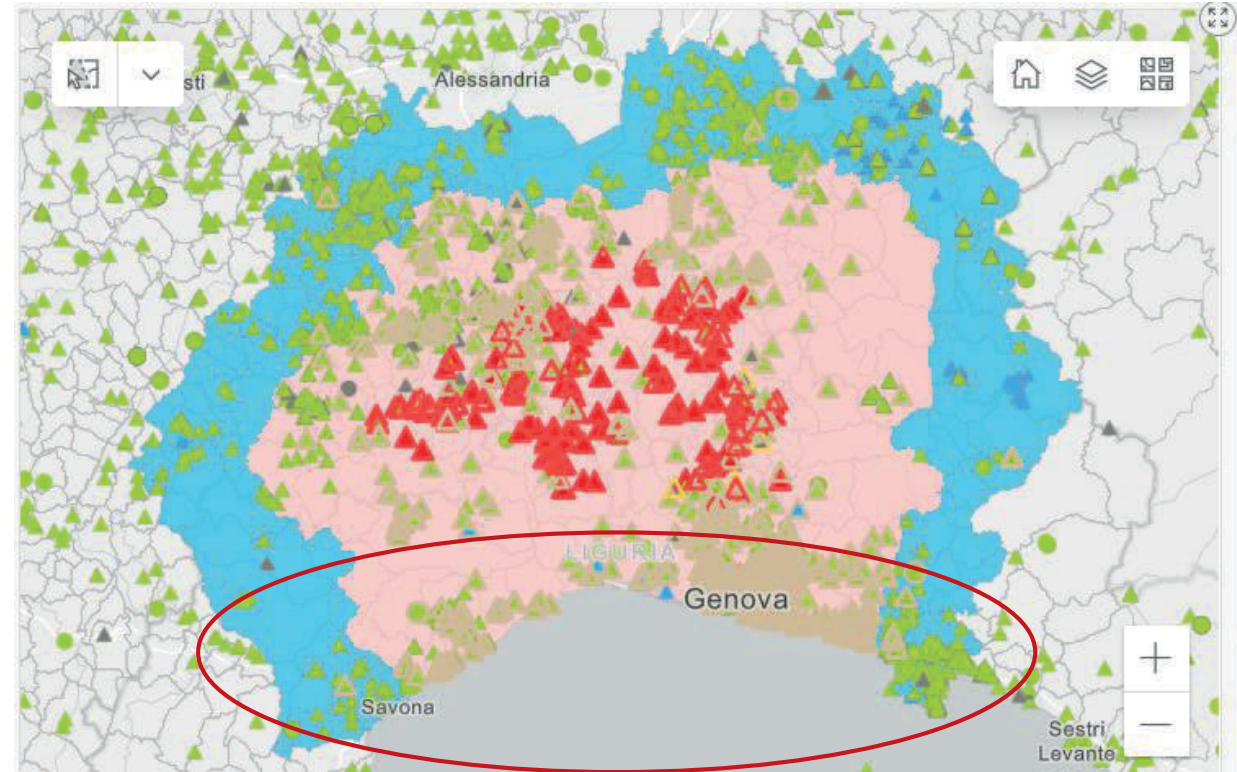 sti
Alessandria
LIGURIA
Genova
Savona
Sestri
Levante